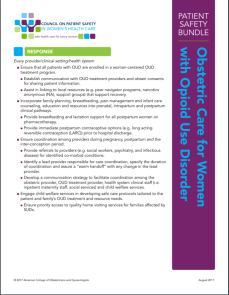 COUNCIL ON PATIENT SAFETY
IN WOMEN'S HEALTH CARE
safe health care for every woman
PATIENT
SAFETY
BUNDLE
RESPONSE
Every provider/clinical setting/health system
Ensure that all patients with OUD are enrolled in a woman-centered OUD
treatment program.
Establish communication with OUD treatment providers and obtain consents
for sharing patient information.
Assist in linking to local resources (e.g. peer navigator programs, narcotics
anonymous (NA), support groups) that support recovery.
Incorporate family planning, breastfeeding, pain management and infant care
counseling, education and resources into prenatal, intrapartum and postpartum
clinical pathways.
Provide breastfeeding and lactation support for all postpartum women on
pharmacotherapy.
Provide immediate postpartum contraceptive options (e.g. long acting
reversible contraception (LARC)) prior to hospital discharge.
Ensure coordination among providers during pregnancy, postpartum and the
inter-conception period.
Provide referrals to providers (e.g. social workers, psychiatry, and infectious
disease) for identified co-morbid conditions.
Identify a lead provider responsible for care coordination, specify the duration
of coordination and assure a "warm handoff" with any change in the lead
provider.
Develop a communication strategy to facilitate coordination among the
obstetric provider, OUD treatment provider, health system clinical staff (i.e.
inpatient maternity staff, social services) and child welfare services.
Engage child welfare services in developing safe care protocols tailored to the
patient and family's OUD treatment and resource needs.
Ensure priority access to quality home visiting services for families affected by
SUDs.
Obstetric Care for Women
with Opioid Use Disorder
©2017 American College of Obstetricians and Gynecologists
August 2017